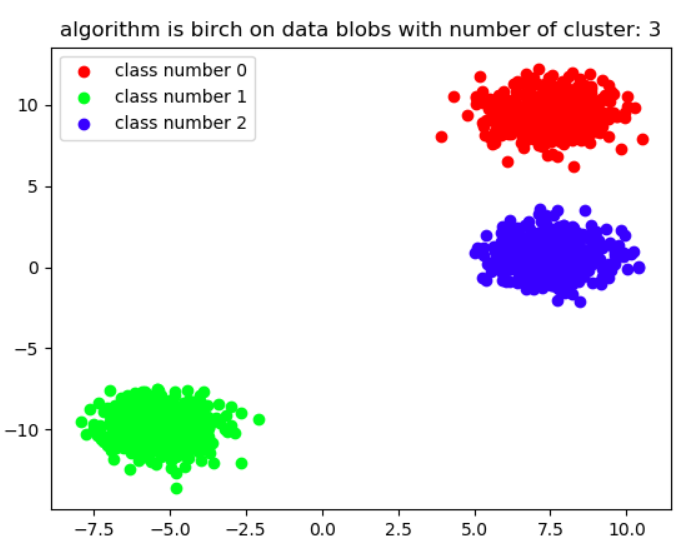 algorithm is birch on data blobs with number of cluster: 3
class number 0
class number 1
class number 2
10
5
0
−5
−10
−7.5 −5.0 −2.5 0.0 2.5 5.0 7.5 10.0